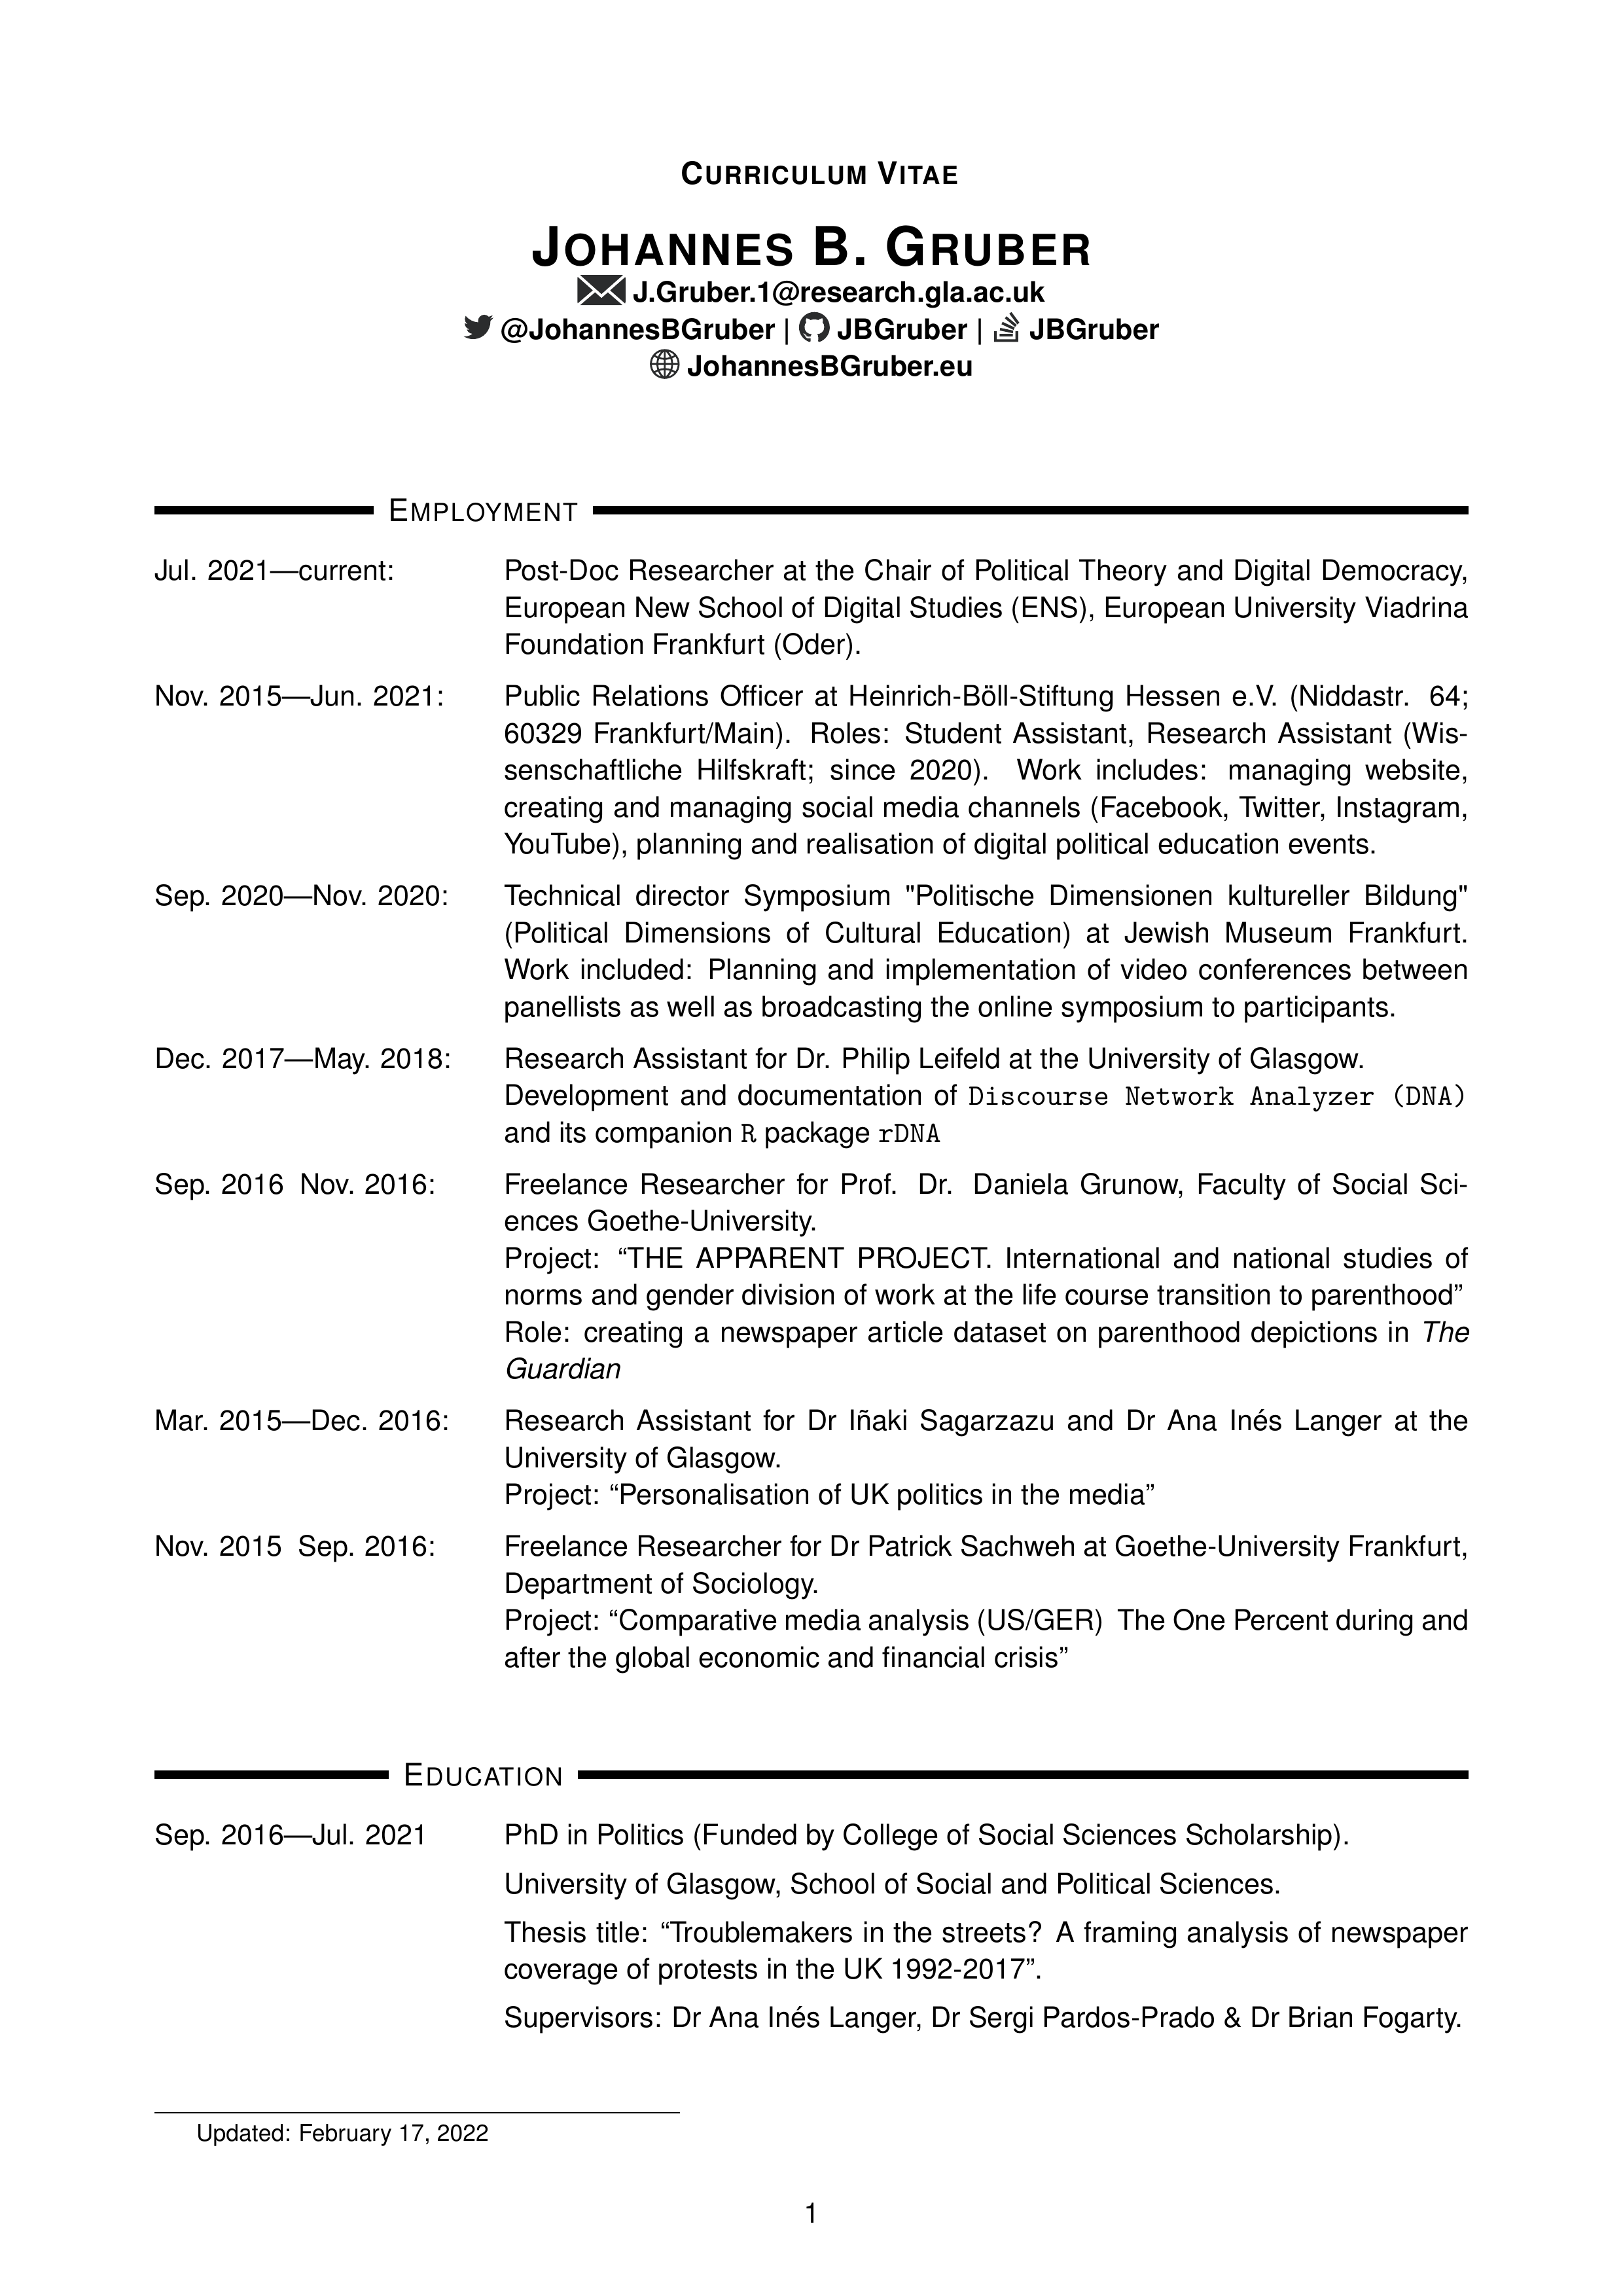 CURRICULUM VITAE
JOHANNES B. GRUBER
J.Gruber.1@research.gla.ac.uk
@JohannesBGruber | JBGruber | JBGruber
JohannesBGruber.eu
EMPLOYMENT
Jul. 2021—current: Post-Doc Researcher at the Chair of Political Theory and Digital Democracy,
European New School of Digital Studies (ENS), European University Viadrina
Foundation Frankfurt (Oder).
Nov. 2015—Jun. 2021: Public Relations Officer at Heinrich-Böll-Stiftung Hessen e.V. (Niddastr. 64;
60329 Frankfurt/Main). Roles: Student Assistant, Research Assistant (Wis-
senschaftliche Hilfskraft; since 2020). Work includes: managing website,
creating and managing social media channels (Facebook, Twitter, Instagram,
YouTube), planning and realisation of digital political education events.
Sep. 2020—Nov. 2020: Technical director Symposium "Politische Dimensionen kultureller Bildung"
(Political Dimensions of Cultural Education) at Jewish Museum Frankfurt.
Work included: Planning and implementation of video conferences between
panellists as well as broadcasting the online symposium to participants.
Dec. 2017—May. 2018: Research Assistant for Dr. Philip Leifeld at the University of Glasgow.
Development and documentation of Discourse Network Analyzer (DNA)
and its companion R package rDNA
Sep. 2016 Nov. 2016: Freelance Researcher for Prof. Dr. Daniela Grunow, Faculty of Social Sci-
ences Goethe-University.
Project: “THE APPARENT PROJECT. International and national studies of
norms and gender division of work at the life course transition to parenthood”
Role: creating a newspaper article dataset on parenthood depictions in The
Guardian
Mar. 2015—Dec. 2016: Research Assistant for Dr Iñaki Sagarzazu and Dr Ana Inés Langer at the
University of Glasgow.
Project: “Personalisation of UK politics in the media”
Nov. 2015 Sep. 2016: Freelance Researcher for Dr Patrick Sachweh at Goethe-University Frankfurt,
Department of Sociology.
Project: “Comparative media analysis (US/GER) The One Percent during and
after the global economic and financial crisis”
EDUCATION
Sep. 2016—Jul. 2021 PhD in Politics (Funded by College of Social Sciences Scholarship).
University of Glasgow, School of Social and Political Sciences.
Thesis title: “Troublemakers in the streets? A framing analysis of newspaper
coverage of protests in the UK 1992-2017”.
Supervisors: Dr Ana Inés Langer, Dr Sergi Pardos-Prado & Dr Brian Fogarty.
Updated: February 17, 2022
1